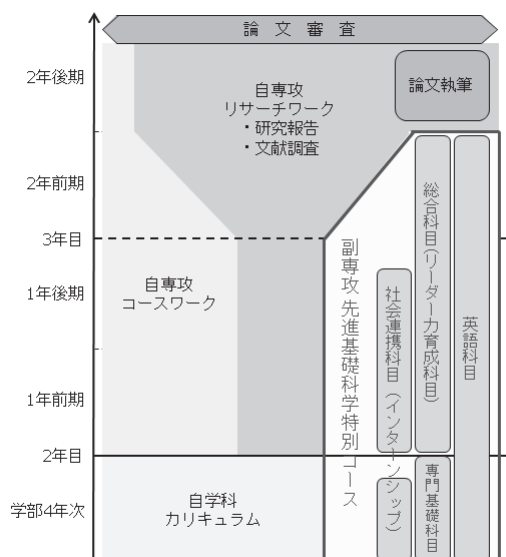 論文審査
2年後期
論文執筆
自専攻
リサーチワーク
・研究報告
・文献調査
2年前期
3年目
1年後期
自専攻
コースワーク
副専攻 先進基礎科学特別コース
社会連携科目（インターンシップ）
総合科目（リーダー力育成科目）
英語科目
1年前期
2年目
専門基礎科目
学部4年次
自学科
カリキュラム